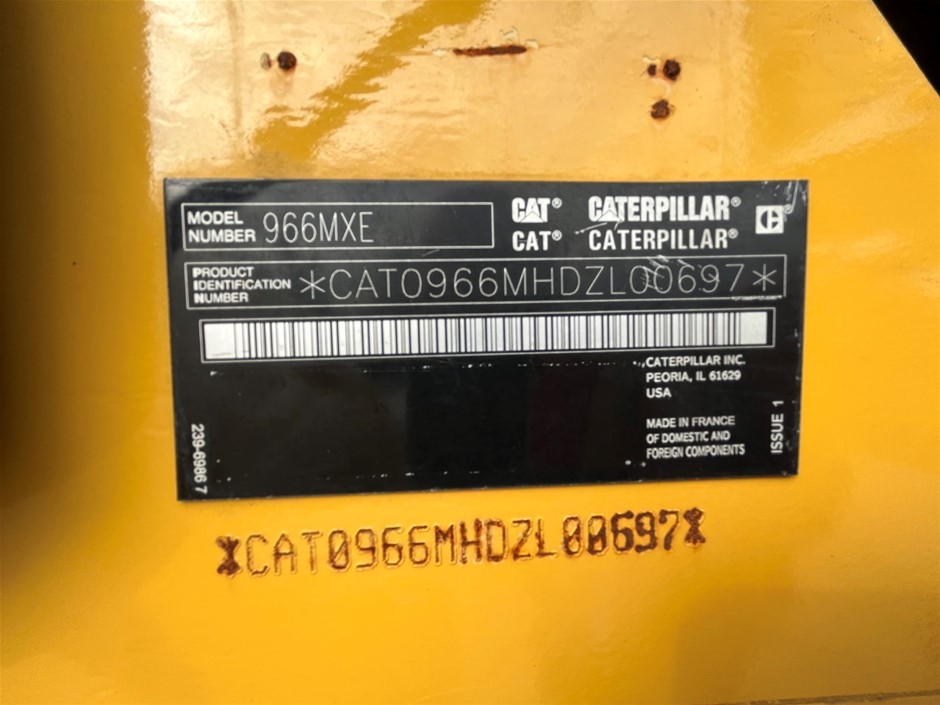 MODEL NUMBER 966MXE
CAT® CATERPILLAR®
CAT® CATERPILLAR®
PRODUCT IDENTIFICATION NUMBER *CAT0966MHDZL00697*
CATERPILLAR INC.
PEORIA, IL 61629
USA
MADE IN FRANCE
OF DOMESTIC AND
FOREIGN COMPONENTS
ISSUE 1
239-6986 7
*CAT0966MHDZL00697*